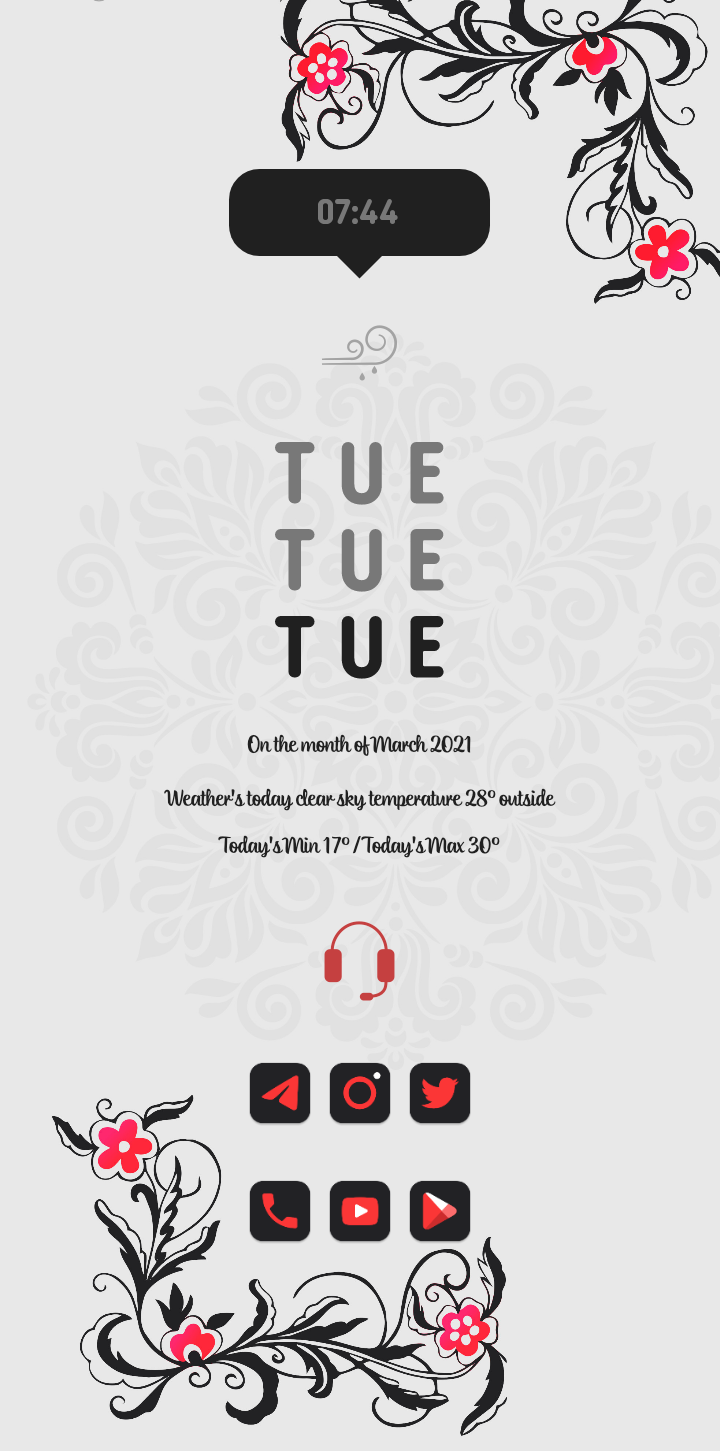 07:44
TUE
TUE
TUE
On the month of March 2021
Weather's today clear sky temperature 28° outside
Today's Min 17° / Today's Max 30°